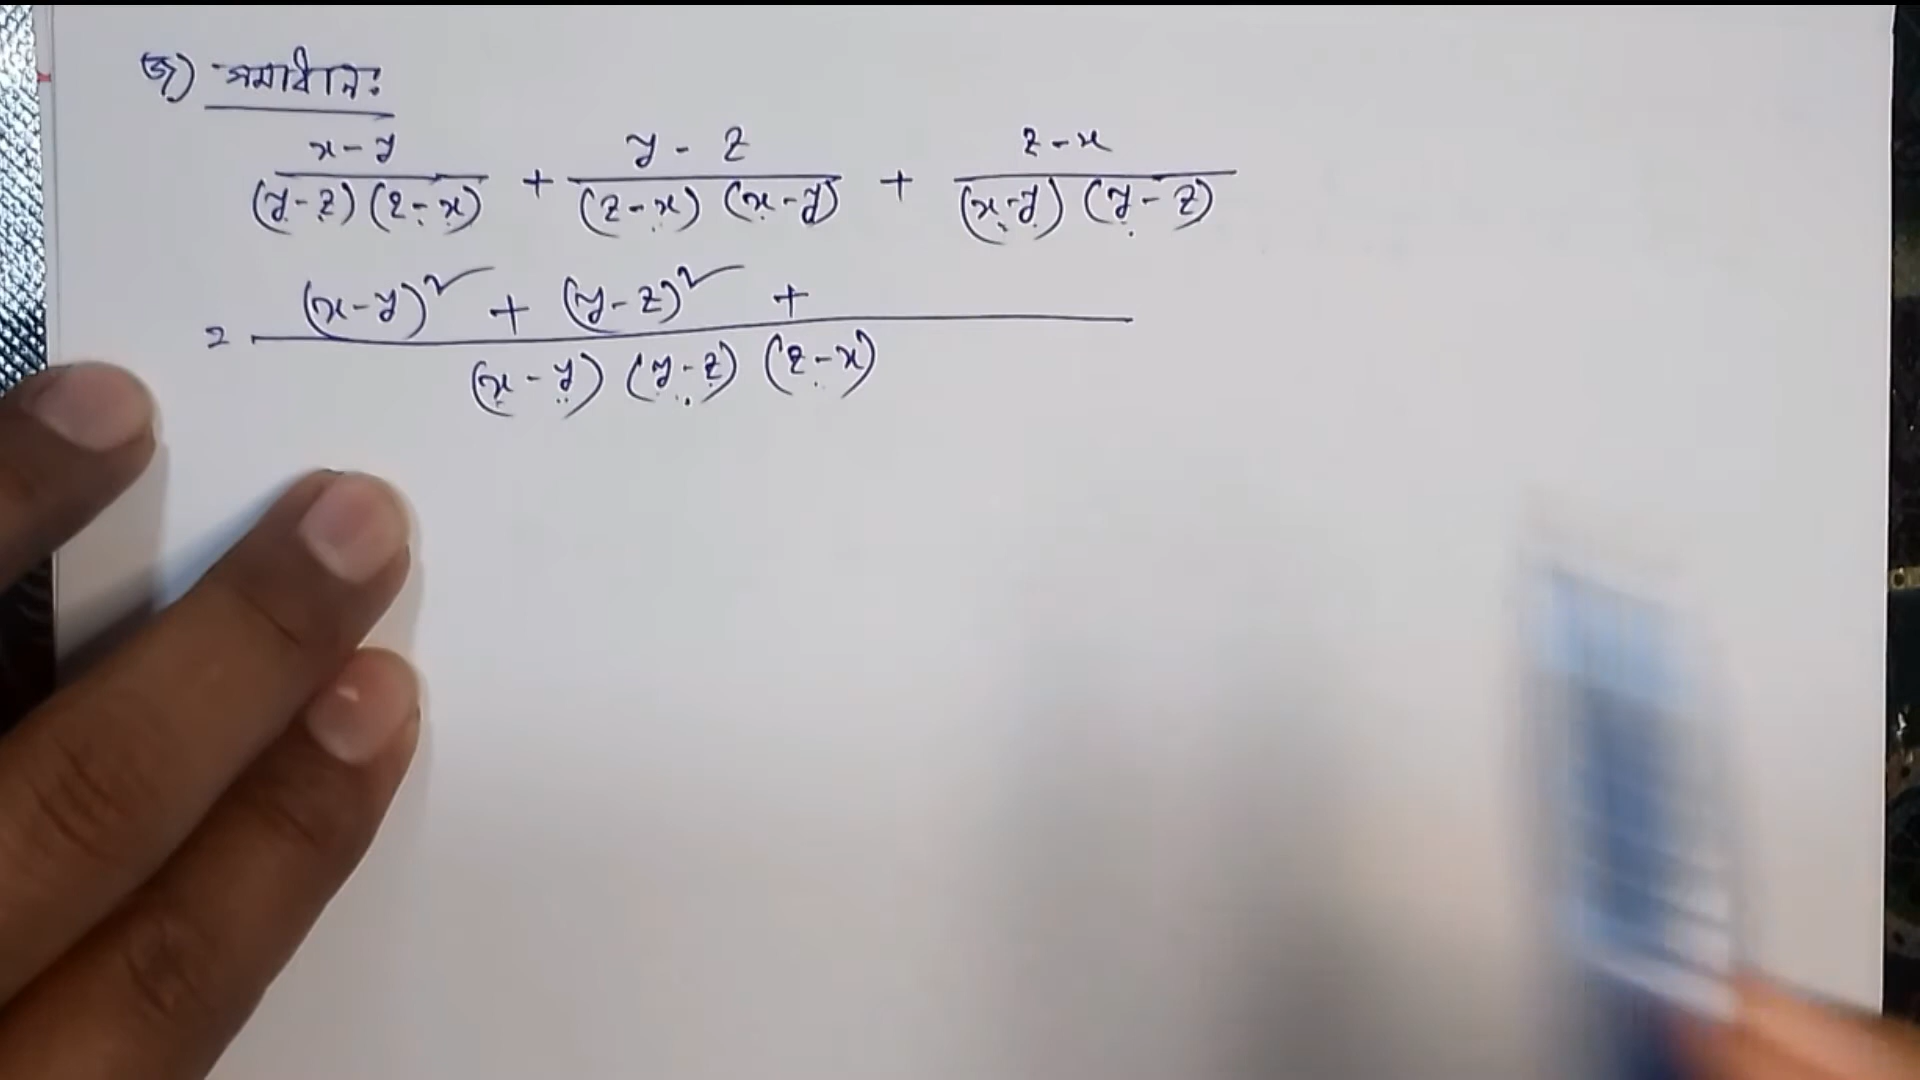 জ) সমাধান:
x-y / (y-z)(z-x) + y-z / (z-x)(x-y) + z-x / (x-y)(y-z)
= (x-y)² + (y-z)² + / (x-y)(y-z)(z-x)